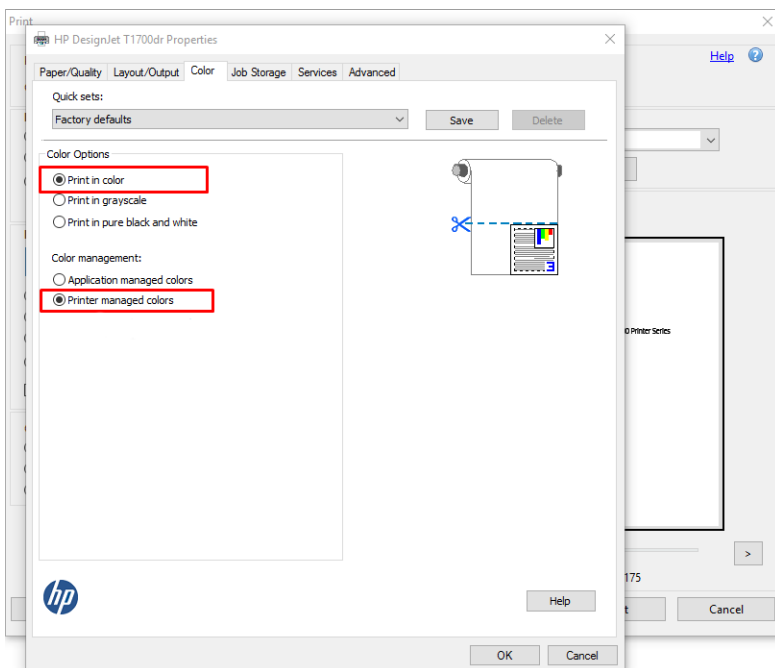 Print
HP DesignJet T1700dr Properties
Help
Paper/Quality Layout/Output Color Job Storage Services Advanced
Quick sets:
Factory defaults
Save
Delete
Color Options
Print in color
Print in grayscale
Print in pure black and white
Color management:
Application managed colors
Printer managed colors
3
0 Printer Series
>
175
hp
Help
t
Cancel
OK
Cancel